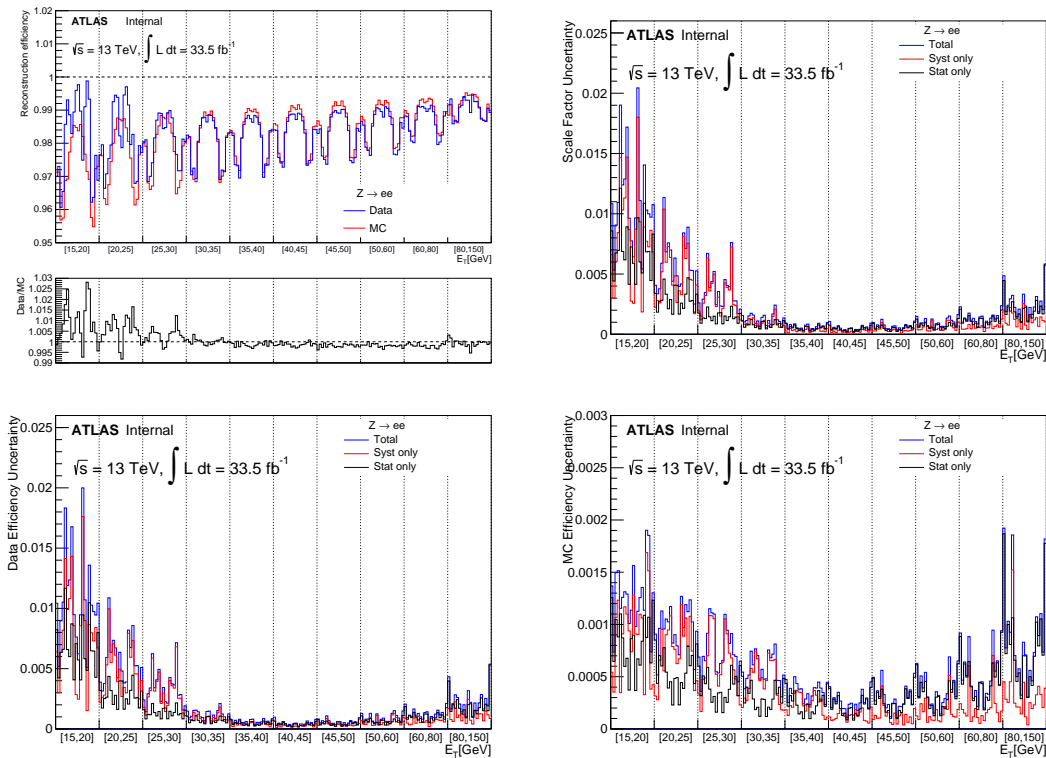 ATLAS Internal
√s = 13 TeV, ∫ L dt = 33.5 fb⁻¹
Reconstruction efficiency
1.02
1.01
1
0.99
0.98
0.97
0.96
0.95
Z → ee
Data
MC
[15,20] [20,25] [25,30] [30,35] [35,40] [40,45] [45,50] [50,60] [60,80] [80,150]
E_T[GeV]
Data/MC
1.03
1.025
1.02
1.015
1.01
1.005
1
0.995
0.99
ATLAS Internal
√s = 13 TeV, ∫ L dt = 33.5 fb⁻¹
Z → ee
Total
Syst only
Stat only
Scale Factor Uncertainty
0.025
0.02
0.015
0.01
0.005
0
[15,20] [20,25] [25,30] [30,35] [35,40] [40,45] [45,50] [50,60] [60,80] [80,150]
E_T[GeV]
ATLAS Internal
√s = 13 TeV, ∫ L dt = 33.5 fb⁻¹
Z → ee
Total
Syst only
Stat only
Data Efficiency Uncertainty
0.025
0.02
0.015
0.01
0.005
0
[15,20] [20,25] [25,30] [30,35] [35,40] [40,45] [45,50] [50,60] [60,80] [80,150]
E_T[GeV]
ATLAS Internal
√s = 13 TeV, ∫ L dt = 33.5 fb⁻¹
Z → ee
Total
Syst only
Stat only
MC Efficiency Uncertainty
0.003
0.0025
0.002
0.0015
0.001
0.0005
0
[15,20] [20,25] [25,30] [30,35] [35,40] [40,45] [45,50] [50,60] [60,80] [80,150]
E_T[GeV]